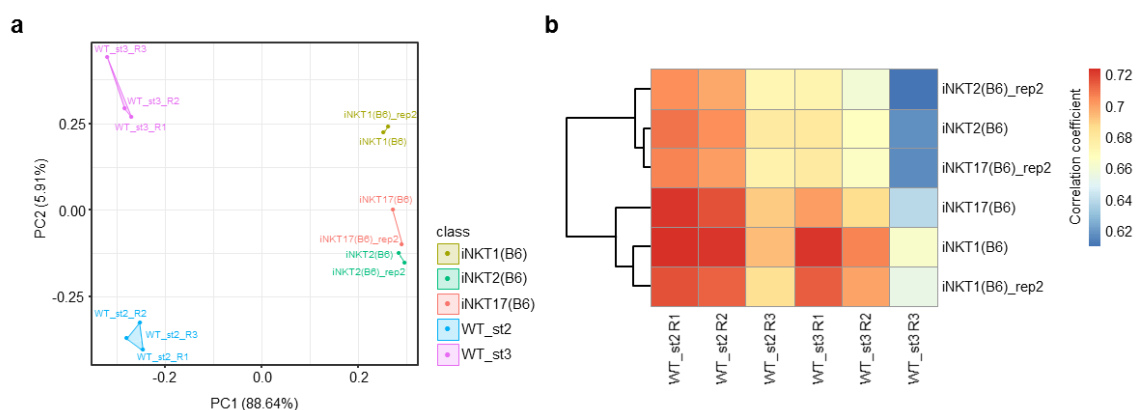 a
WT_st3_R3
WT_st3_R2
WT_st3_R1
iNKT1(B6)_rep2
iNKT1(B6)
iNKT17(B6)
iNKT17(B6)_rep2
iNKT2(B6)
iNKT2(B6)_rep2
WT_st2_R2
WT_st2_R3
WT_st2_R1
0.25
0.00
-0.25
PC2 (5.91%)
-0.2
0.0
0.2
PC1 (88.64%)
class
iNKT1(B6)
iNKT2(B6)
iNKT17(B6)
WT_st2
WT_st3
b
iNKT2(B6)_rep2
iNKT2(B6)
iNKT17(B6)_rep2
iNKT17(B6)
iNKT1(B6)
iNKT1(B6)_rep2
WT_st2 R1
WT_st2 R2
WT_st2 R3
WT_st3 R1
WT_st3 R2
WT_st3 R3
Correlation coefficient
0.72
0.7
0.68
0.66
0.64
0.62